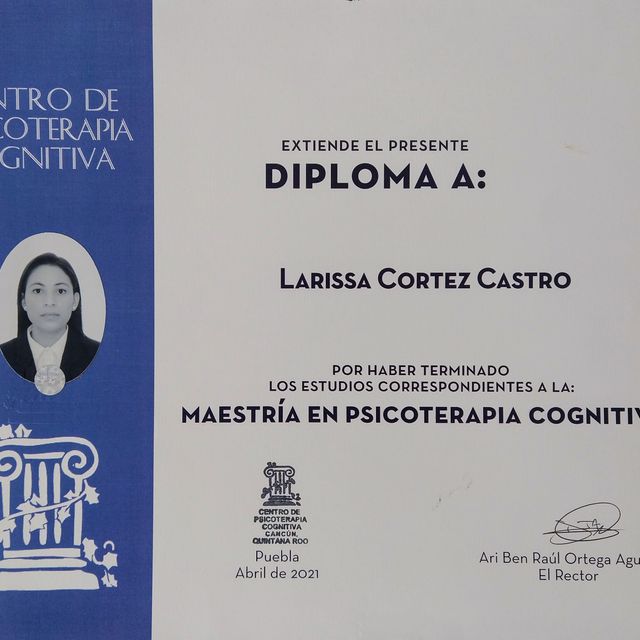 NTRO DE
COTERAPIA
GNITIVA
EXTIENDE EL PRESENTE
DIPLOMA A:
LARISSA CORTEZ CASTRO
POR HABER TERMINADO
LOS ESTUDIOS CORRESPONDIENTES A LA:
MAESTRÍA EN PSICOTERAPIA COGNITIV
CENTRO DE
PSICOTERAPIA
COGNITIVA
CANCÚN,
QUINTANA ROO
Puebla
Abril de 2021
Ari Ben Raúl Ortega Agu
El Rector